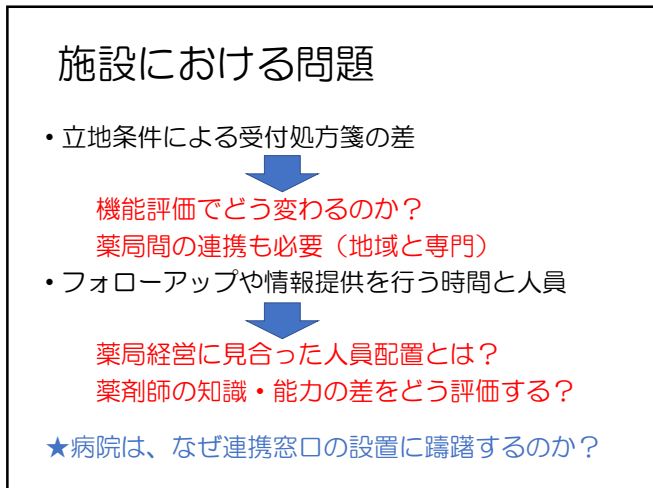 施設における問題
• 立地条件による受付処方箋の差
機能評価でどう変わるのか？
薬局間の連携も必要（地域と専門）
• フォローアップや情報提供を行う時間と人員
薬局経営に見合った人員配置とは？
薬剤師の知識・能力の差をどう評価する？
★病院は、なぜ連携窓口の設置に躊躇するのか？